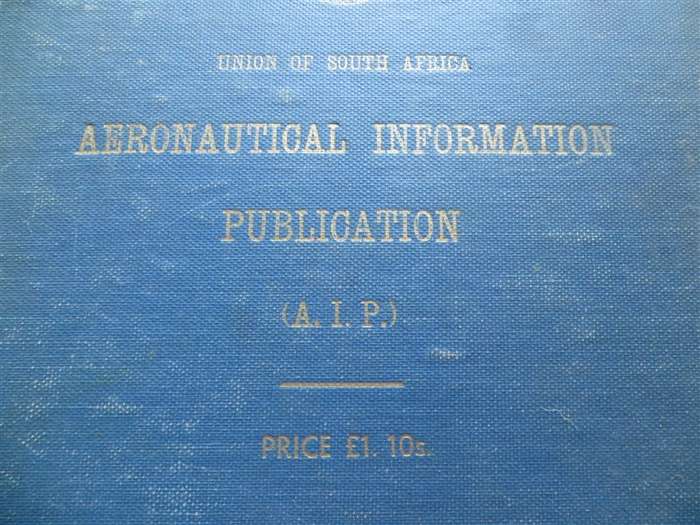 UNION OF SOUTH AFRICA
AERONAUTICAL INFORMATION
PUBLICATION
(A. I. P.)
PRICE £1. 10s.